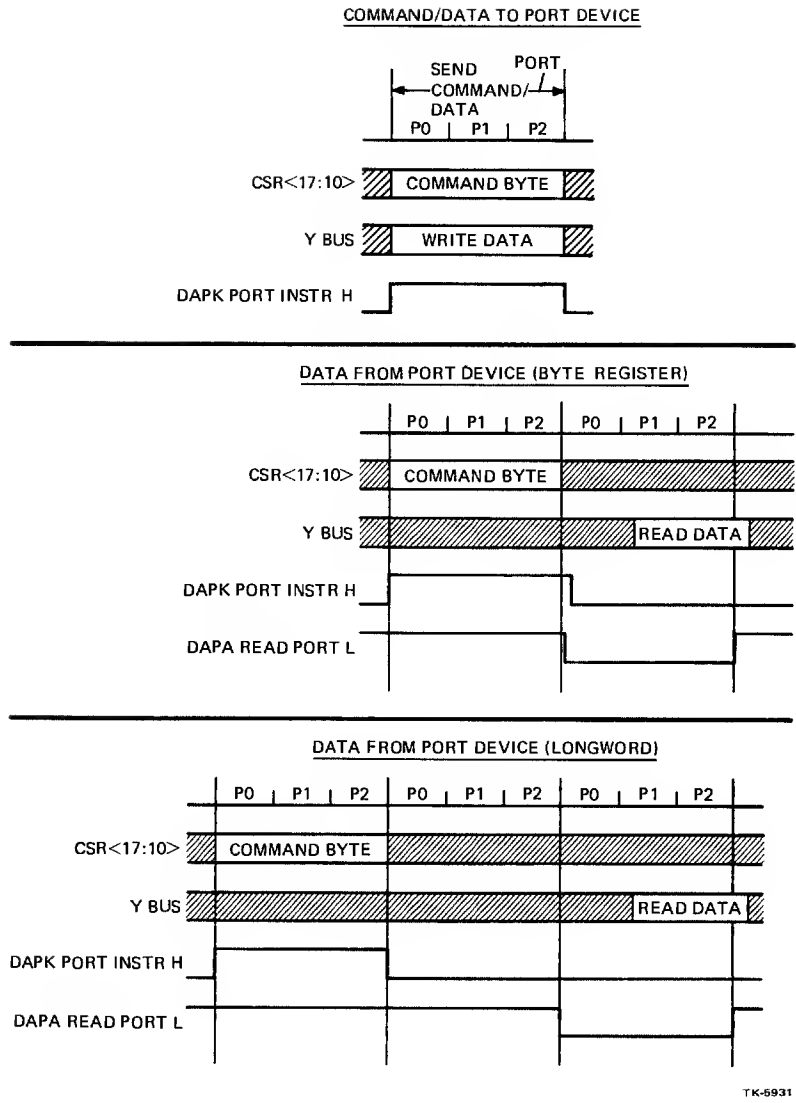 COMMAND/DATA TO PORT DEVICE
SEND PORT
COMMAND/
DATA
P0 P1 P2
CSR<17:10> COMMAND BYTE
Y BUS WRITE DATA
DAPK PORT INSTR H
DATA FROM PORT DEVICE (BYTE REGISTER)
P0 P1 P2 P0 P1 P2
CSR<17:10> COMMAND BYTE
Y BUS READ DATA
DAPK PORT INSTR H
DAPA READ PORT L
DATA FROM PORT DEVICE (LONGWORD)
P0 P1 P2 P0 P1 P2 P0 P1 P2
CSR<17:10> COMMAND BYTE
Y BUS READ DATA
DAPK PORT INSTR H
DAPA READ PORT L
TK-5931